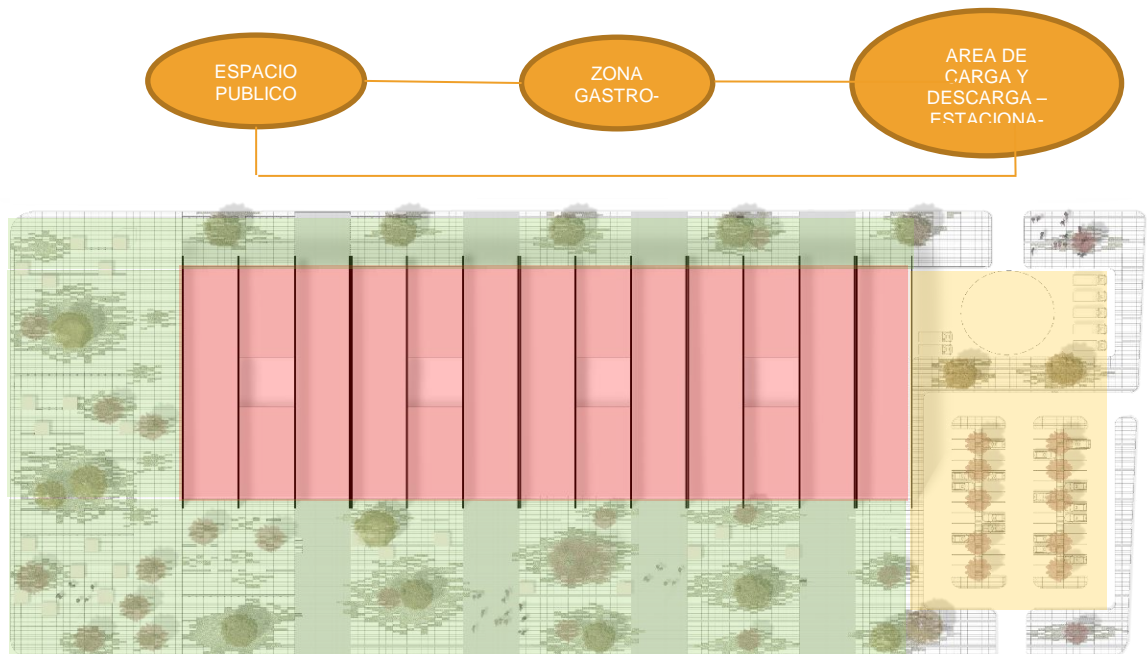 ESPACIO
PUBLICO
ZONA
GASTRO-
AREA DE
CARGA Y
DESCARGA –
ESTACIONA-